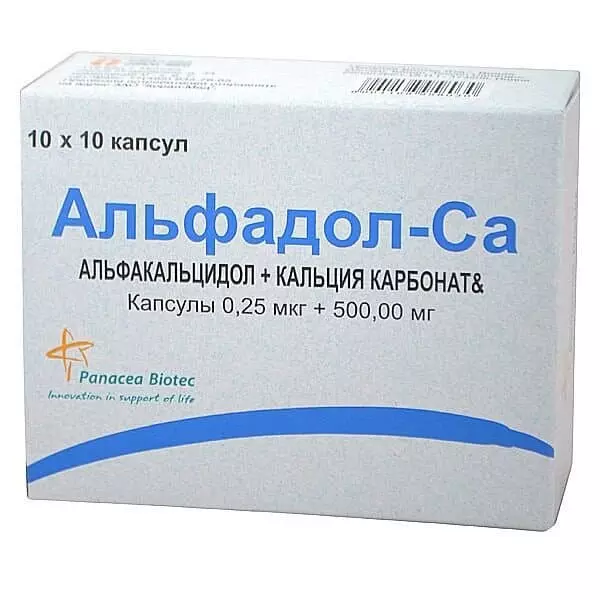 10 x 10 капсул
Альфадол-Са
АЛЬФАКАЛЬЦИДОЛ + КАЛЬЦИЯ КАРБОНАТ&
Капсулы 0,25 мкг + 500,00 мг
Panacea Biotec
Innovation in support of life